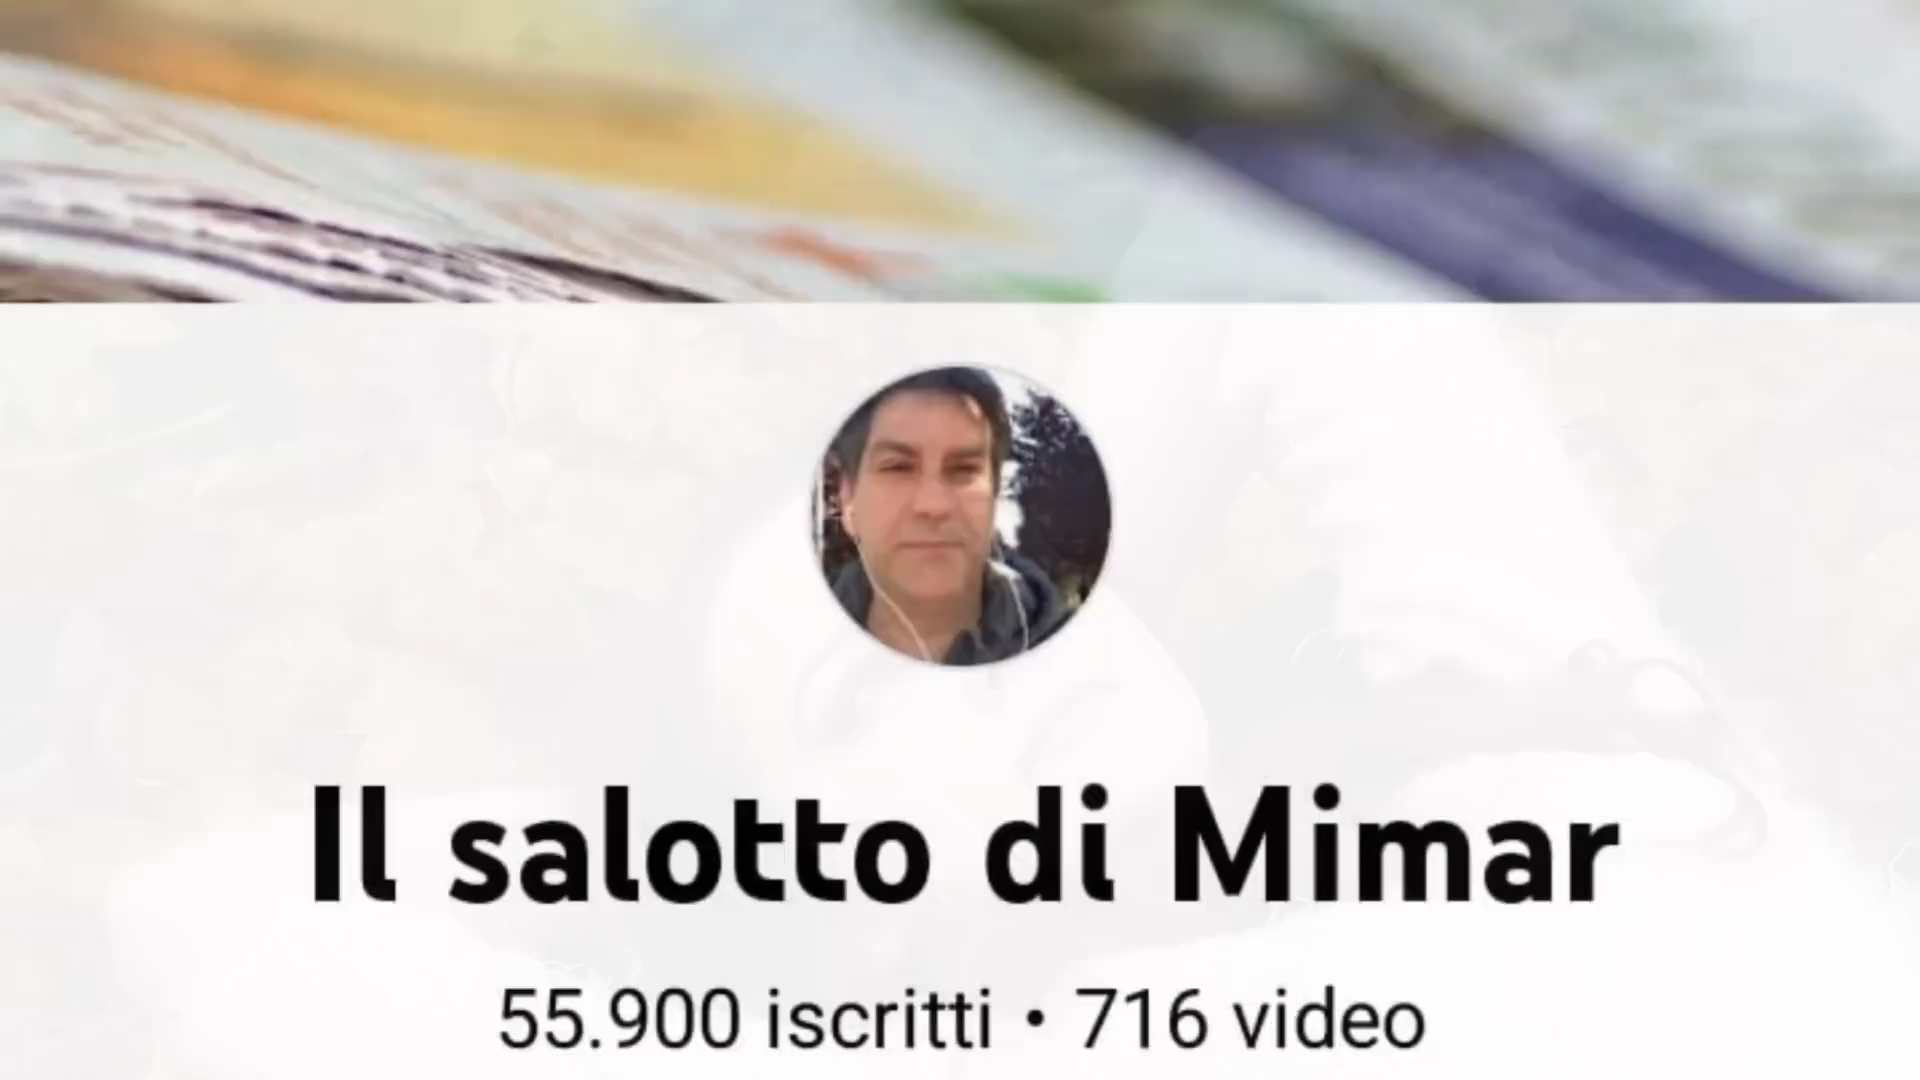 Il salotto di Mimar
55.900 iscritti • 716 video